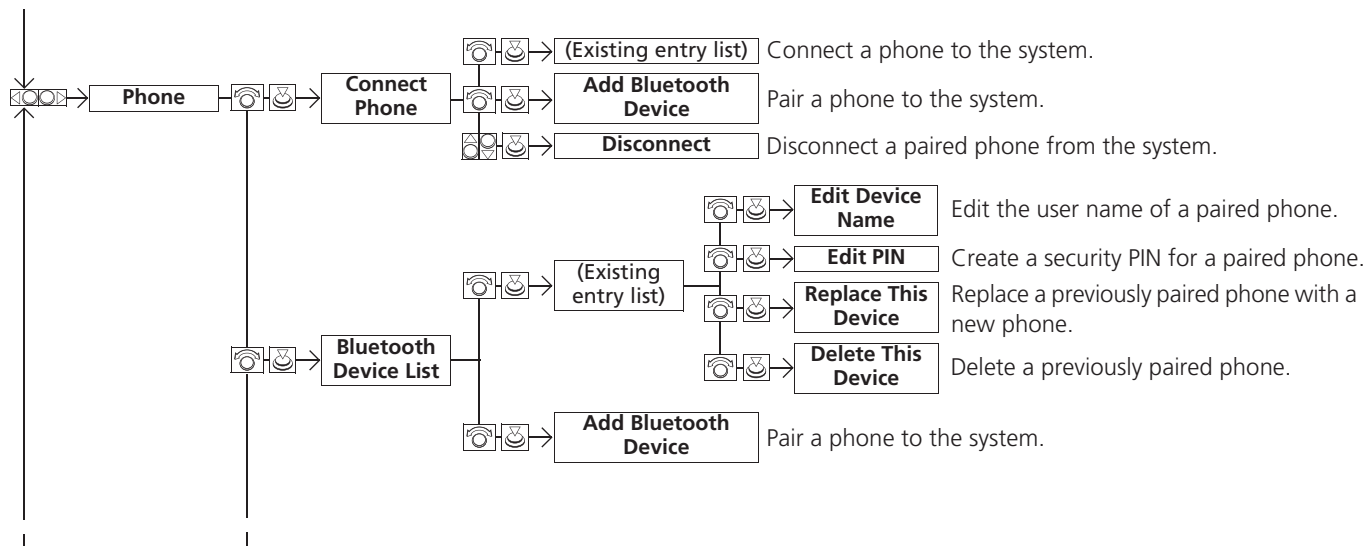 (Existing entry list) Connect a phone to the system.
Phone
Connect
Phone
Add Bluetooth
Device
Pair a phone to the system.
Disconnect Disconnect a paired phone from the system.
Edit Device
Name
Edit the user name of a paired phone.
Edit PIN Create a security PIN for a paired phone.
(Existing
entry list)
Replace This
Device
Replace a previously paired phone with a
new phone.
Bluetooth
Device List
Delete This
Device
Delete a previously paired phone.
Add Bluetooth
Device
Pair a phone to the system.